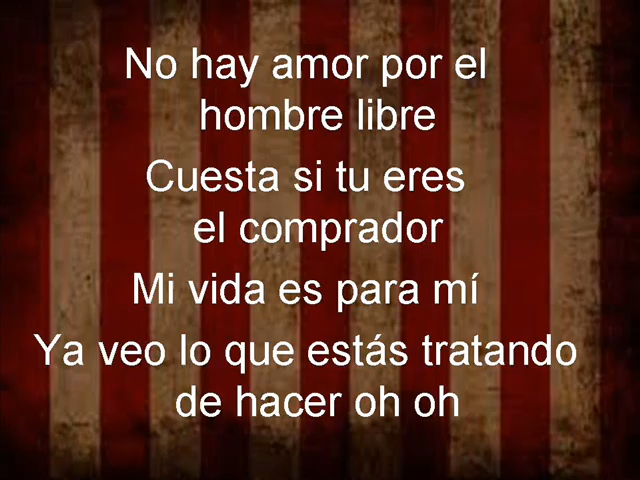 No hay amor por el
hombre libre
Cuesta si tu eres
el comprador
Mi vida es para mí
Ya veo lo que estás tratando
de hacer oh oh